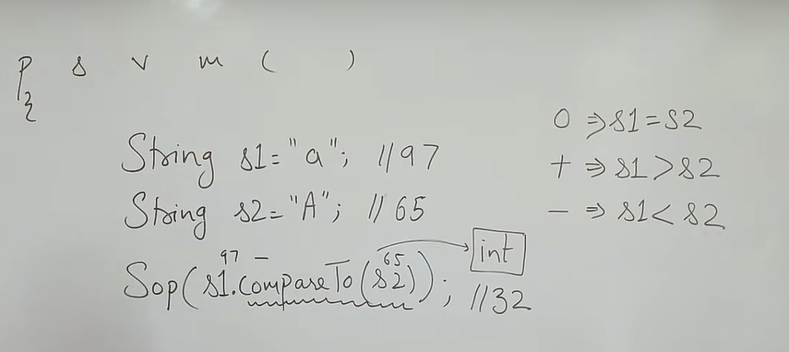 p s v m ( )
{
String s1="a"; //97
String s2="A"; //65
97 - 65 int
Sop(s1.compareTo(s2)); //32
0 ⇒ s1=s2
+ ⇒ s1>s2
- ⇒ s1<s2